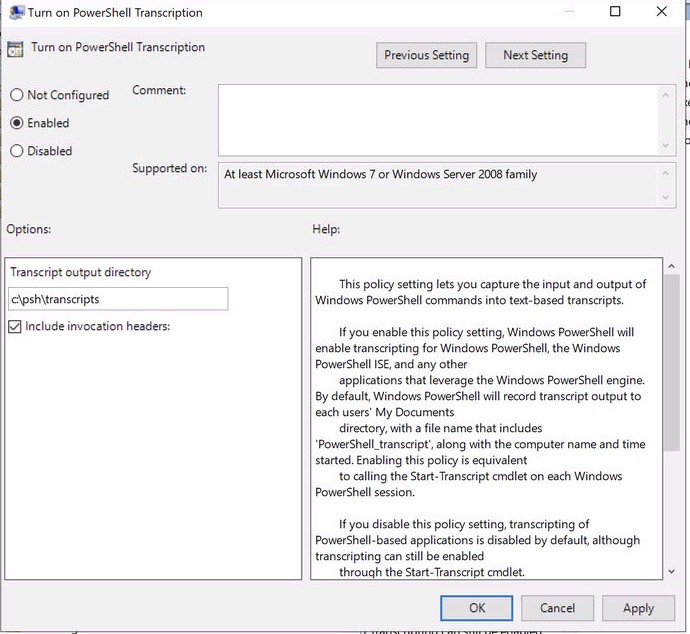 Turn on PowerShell Transcription
Turn on PowerShell Transcription
Previous Setting
Next Setting
Not Configured
Comment:
Enabled
Disabled
Supported on:
At least Microsoft Windows 7 or Windows Server 2008 family
Options:
Help:
Transcript output directory
c:\psh\transcripts
Include invocation headers:
This policy setting lets you capture the input and output of
Windows PowerShell commands into text-based transcripts.
If you enable this policy setting, Windows PowerShell will
enable transcripting for Windows PowerShell, the Windows
PowerShell ISE, and any other
applications that leverage the Windows PowerShell engine.
By default, Windows PowerShell will record transcript output to
each users' My Documents
directory, with a file name that includes
'PowerShell_transcript', along with the computer name and time
started. Enabling this policy is equivalent
to calling the Start-Transcript cmdlet on each Windows
PowerShell session.
If you disable this policy setting, transcripting of
PowerShell-based applications is disabled by default, although
transcripting can still be enabled
through the Start-Transcript cmdlet.
OK
Cancel
Apply